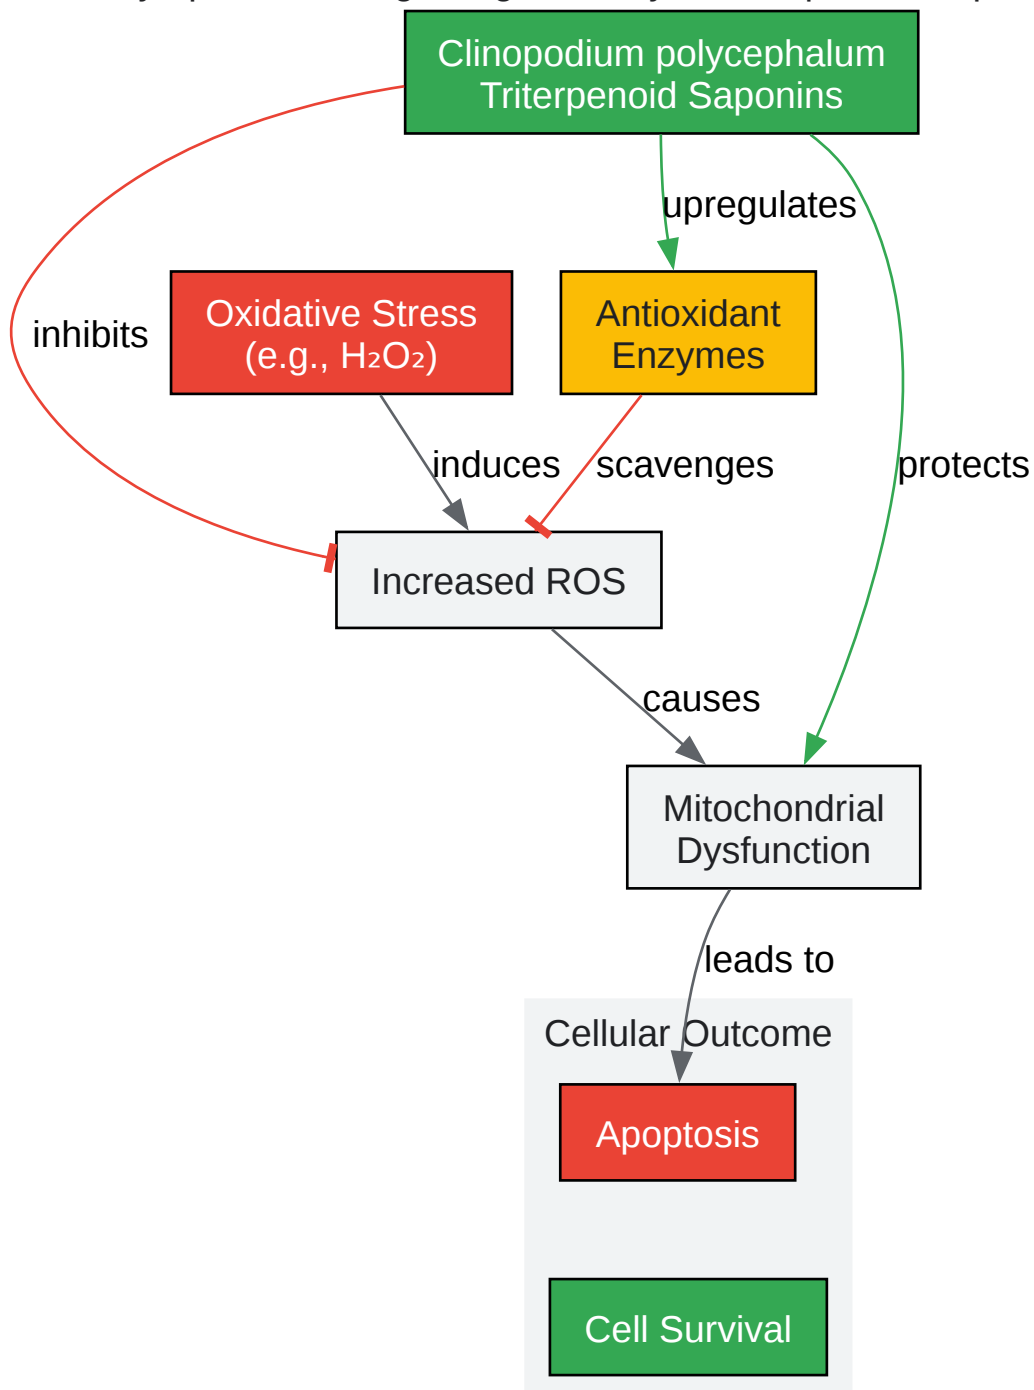 Clinopodium polycephalum
Triterpenoid Saponins
upregulates
Oxidative Stress
(e.g., H₂O₂)
Antioxidant
Enzymes
inhibits
induces
scavenges
protects
Increased ROS
causes
Mitochondrial
Dysfunction
leads to
Cellular Outcome
Apoptosis
Cell Survival